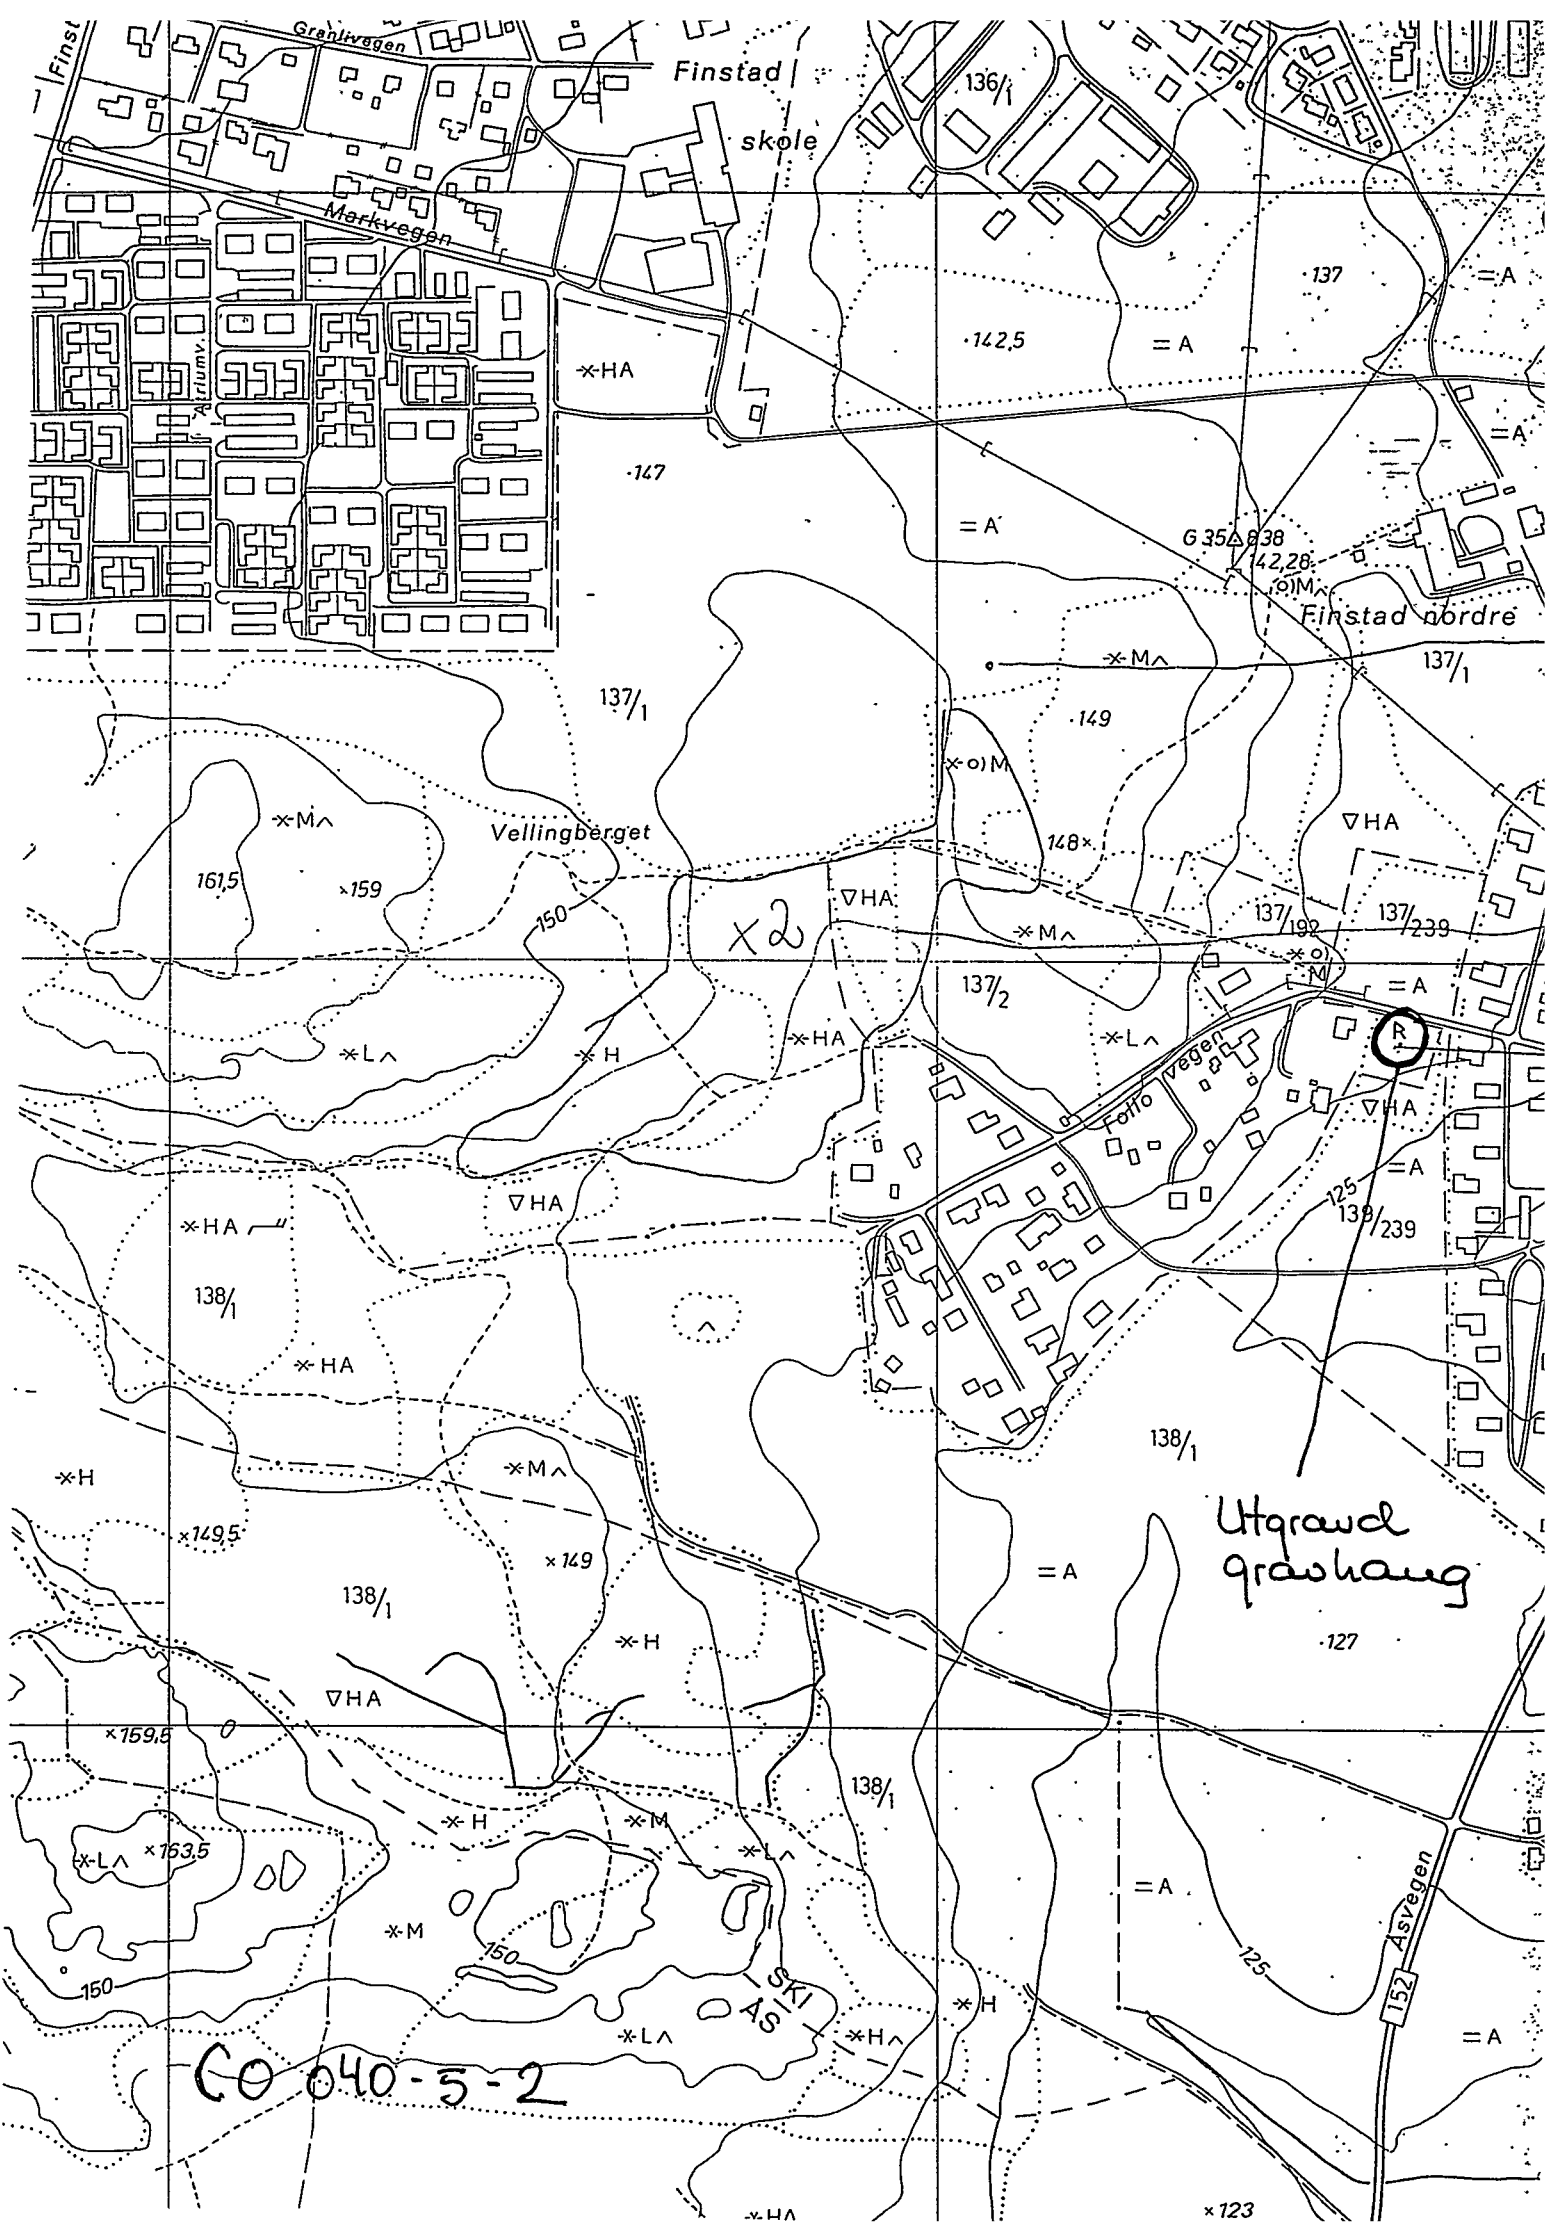 Granlivegen
Finst
Finstad
skole
136/1
Markvegen
Atriumv.
·137
=A
·142,5
=A
-x-HA
=A
·147
=A
G 35 △ 838
142,28
o)M^
Finstad nordre
-x-M^
137/1
137/1
·149
-x-o)M
-x-M^
Vellingberget
148×
▽HA
161,5
×159
150
×2
▽HA
-x-M^
137/192
137/239
-x-o)
M
137/2
=A
-x-L^
-x-H
-x-HA
-x-L^
Follo vegen
R
▽HA
=A
125
139/239
▽HA
-x-HA
138/1
^
-x-HA
138/1
-x-H
-x-M^
×149,5
×149
Utgravd
gravhaug
=A
138/1
-x-H
·127
▽HA
×159,5
138/1
-x-H
-x-M
-x-L^
×163,5
-x-L^
=A
Åsvegen
-x-M
150
125
150
SKI
ÅS
152
-x-H
-x-L^
-x-H^
=A
CO 040-5-2
×123
-x-HA